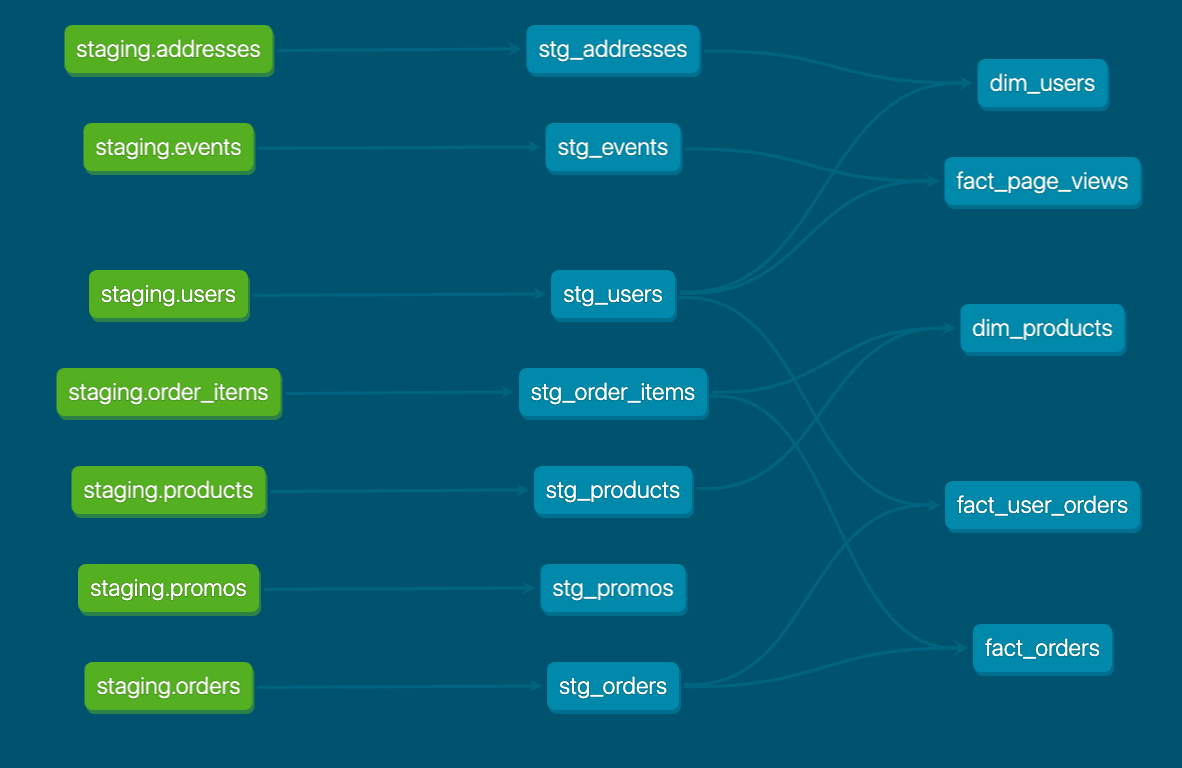 staging.addresses
stg_addresses
dim_users
staging.events
stg_events
fact_page_views
staging.users
stg_users
dim_products
staging.order_items
stg_order_items
staging.products
stg_products
fact_user_orders
staging.promos
stg_promos
fact_orders
staging.orders
stg_orders